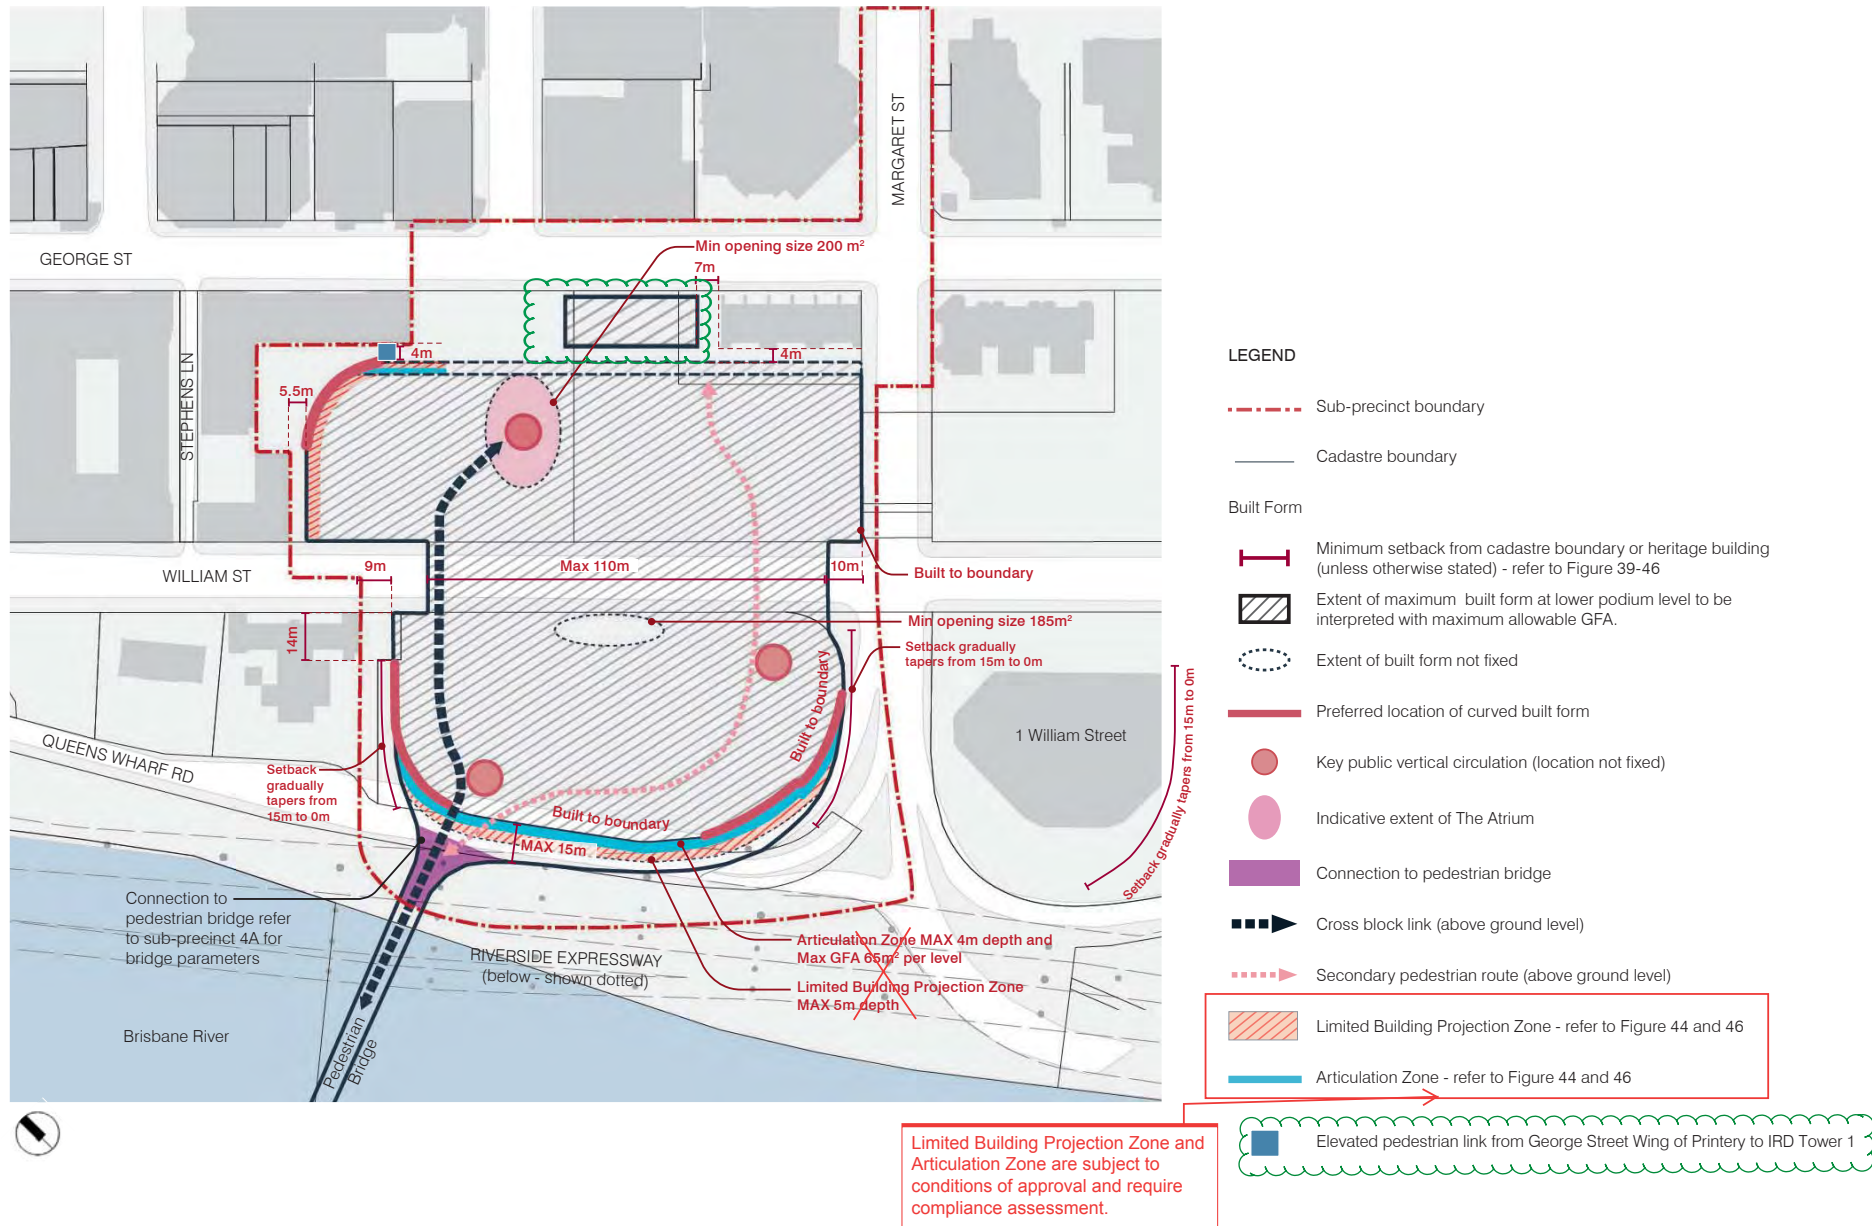 MARGARET ST
GEORGE ST
Min opening size 200 m²
7m
4m
4m
5.5m
STEPHENS LN
WILLIAM ST
9m
Max 110m
10m
Built to boundary
14m
Min opening size 185m²
Setback gradually
tapers from 15m to 0m
Built to boundary
1 William Street
Setback gradually tapers from 15m to 0m
QUEENS WHARF RD
Setback
gradually
tapers from
15m to 0m
Built to boundary
MAX 15m
Connection to
pedestrian bridge refer
to sub-precinct 4A for
bridge parameters
RIVERSIDE EXPRESSWAY
(below - shown dotted)
Articulation Zone MAX 4m depth and
Max GFA 65m² per level
Limited Building Projection Zone
MAX 5m depth
Brisbane River
Pedestrian
Bridge
LEGEND
Sub-precinct boundary
Cadastre boundary
Built Form
Minimum setback from cadastre boundary or heritage building
(unless otherwise stated) - refer to Figure 39-46
Extent of maximum built form at lower podium level to be
interpreted with maximum allowable GFA.
Extent of built form not fixed
Preferred location of curved built form
Key public vertical circulation (location not fixed)
Indicative extent of The Atrium
Connection to pedestrian bridge
Cross block link (above ground level)
Secondary pedestrian route (above ground level)
Limited Building Projection Zone - refer to Figure 44 and 46
Articulation Zone - refer to Figure 44 and 46
Elevated pedestrian link from George Street Wing of Printery to IRD Tower 1
Limited Building Projection Zone and
Articulation Zone are subject to
conditions of approval and require
compliance assessment.